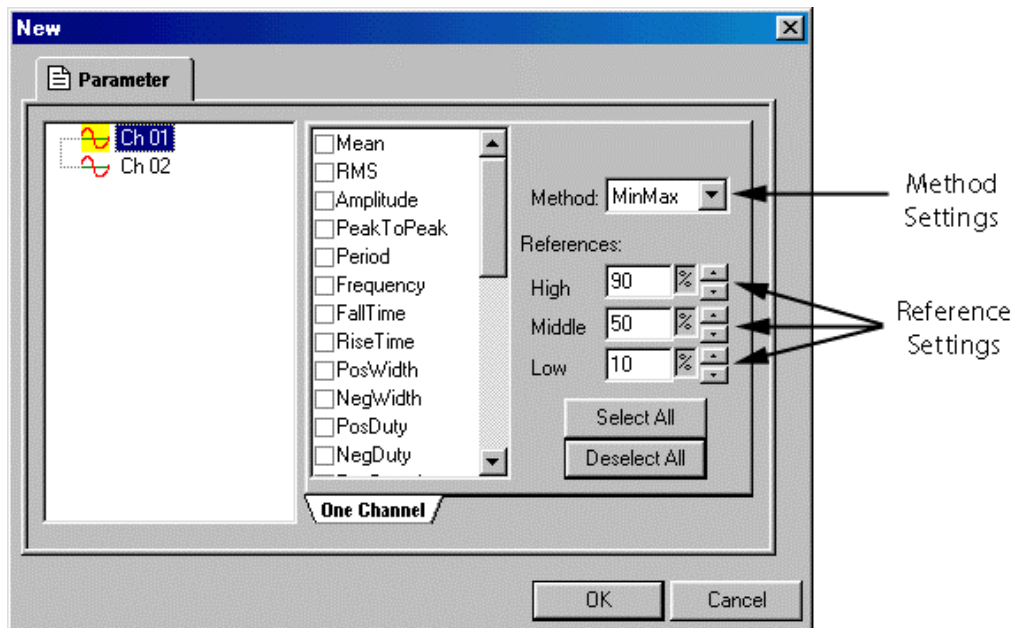 New
Parameter
Ch 01
Ch 02
Mean
RMS
Amplitude
PeakToPeak
Period
Frequency
FallTime
RiseTime
PosWidth
NegWidth
PosDuty
NegDuty
One Channel
Method: MinMax
References:
High 90 %
Middle 50 %
Low 10 %
Select All
Deselect All
OK Cancel
Method
Settings
Reference
Settings